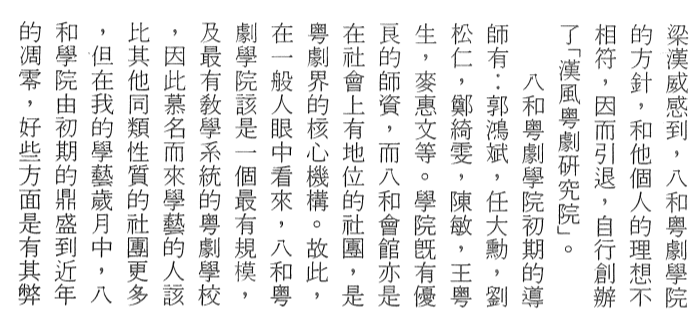 梁漢威感到，八和粵劇學院
的方針，和他個人的理想不
相符，因而引退，自行創辦
了「漢風粵劇研究院」。
八和粵劇學院初期的導
師有：郭鴻斌，任大勳，劉
松仁，鄭綺雯，陳敏，王粵
生，麥惠文等。學院旣有優
良的師資，而八和會館亦是
在社會上有地位的社團，是
粵劇界的核心機構。故此，
在一般人眼中看來，八和粵
劇學院該是一個最有規模，
及最有敎學系統的粵劇學校
，因此慕名而來學藝的人該
比其他同類性質的社團更多
，但在我的學藝歲月中，八
和學院由初期的鼎盛到近年
的凋零，好些方面是有其弊